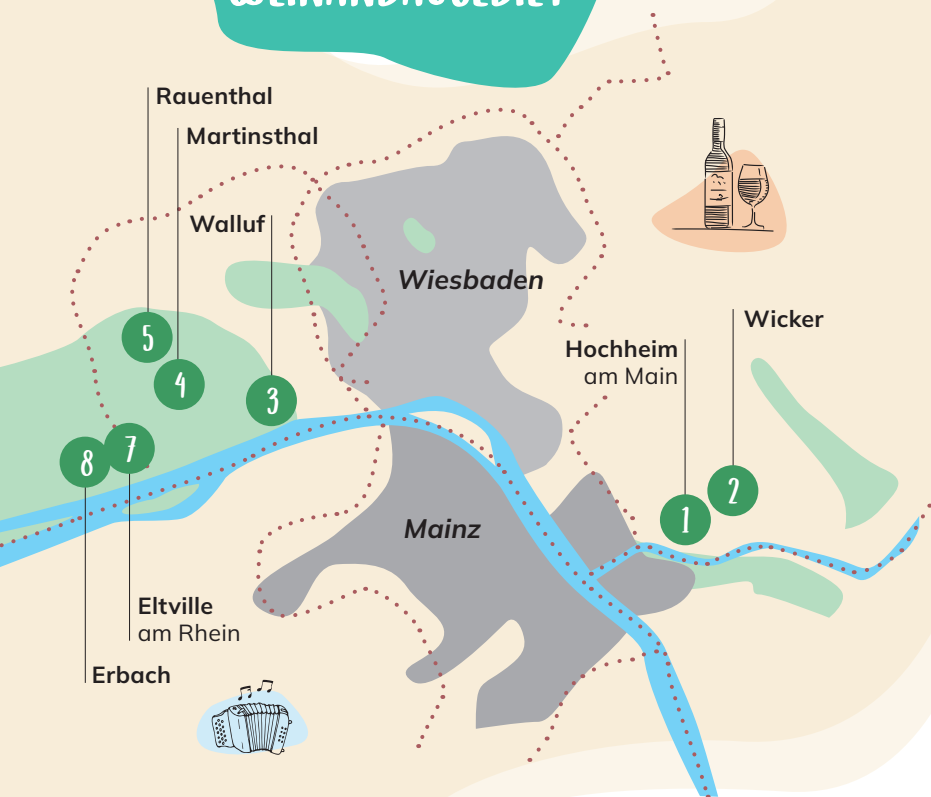 WEINANBAUGEBIET
Rauenthal
Martinsthal
Walluf
Wiesbaden
Wicker
Hochheim
am Main
5
4
3
7
8
2
1
Mainz
Eltville
am Rhein
Erbach